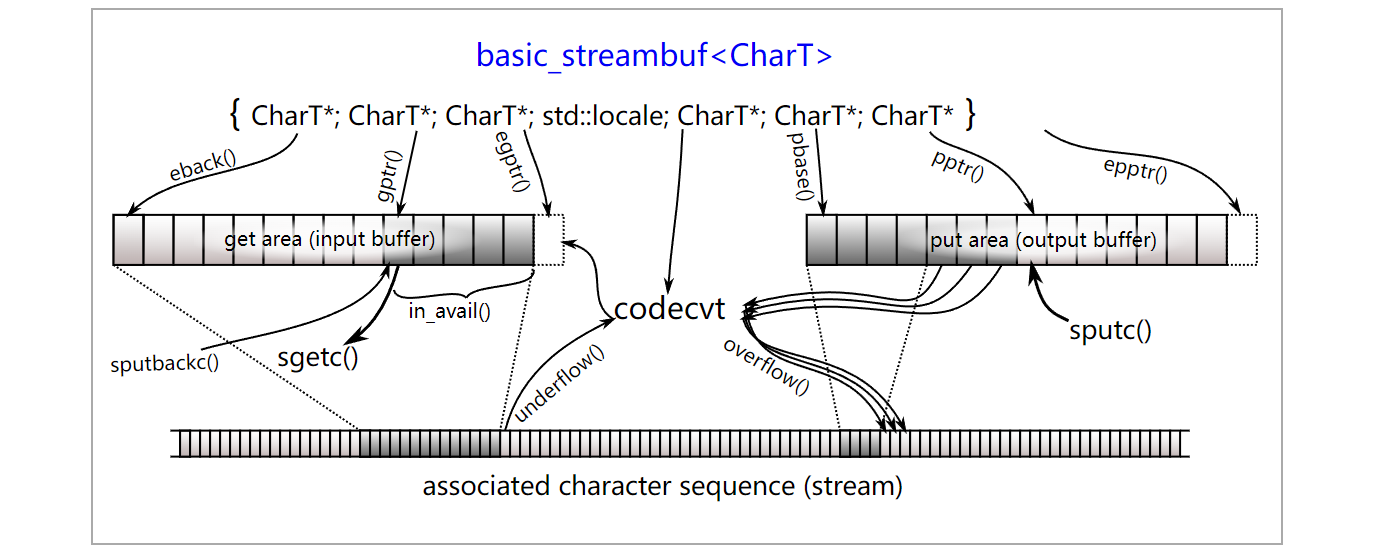 basic_streambuf<CharT>
{ CharT*; CharT*; CharT*; std::locale; CharT*; CharT*; CharT* }
eback()
gptr()
egptr()
pbase()
pptr()
epptr()
get area (input buffer)
put area (output buffer)
in_avail()
codecvt
sputbackc()
sgetc()
underflow()
overflow()
sputc()
associated character sequence (stream)